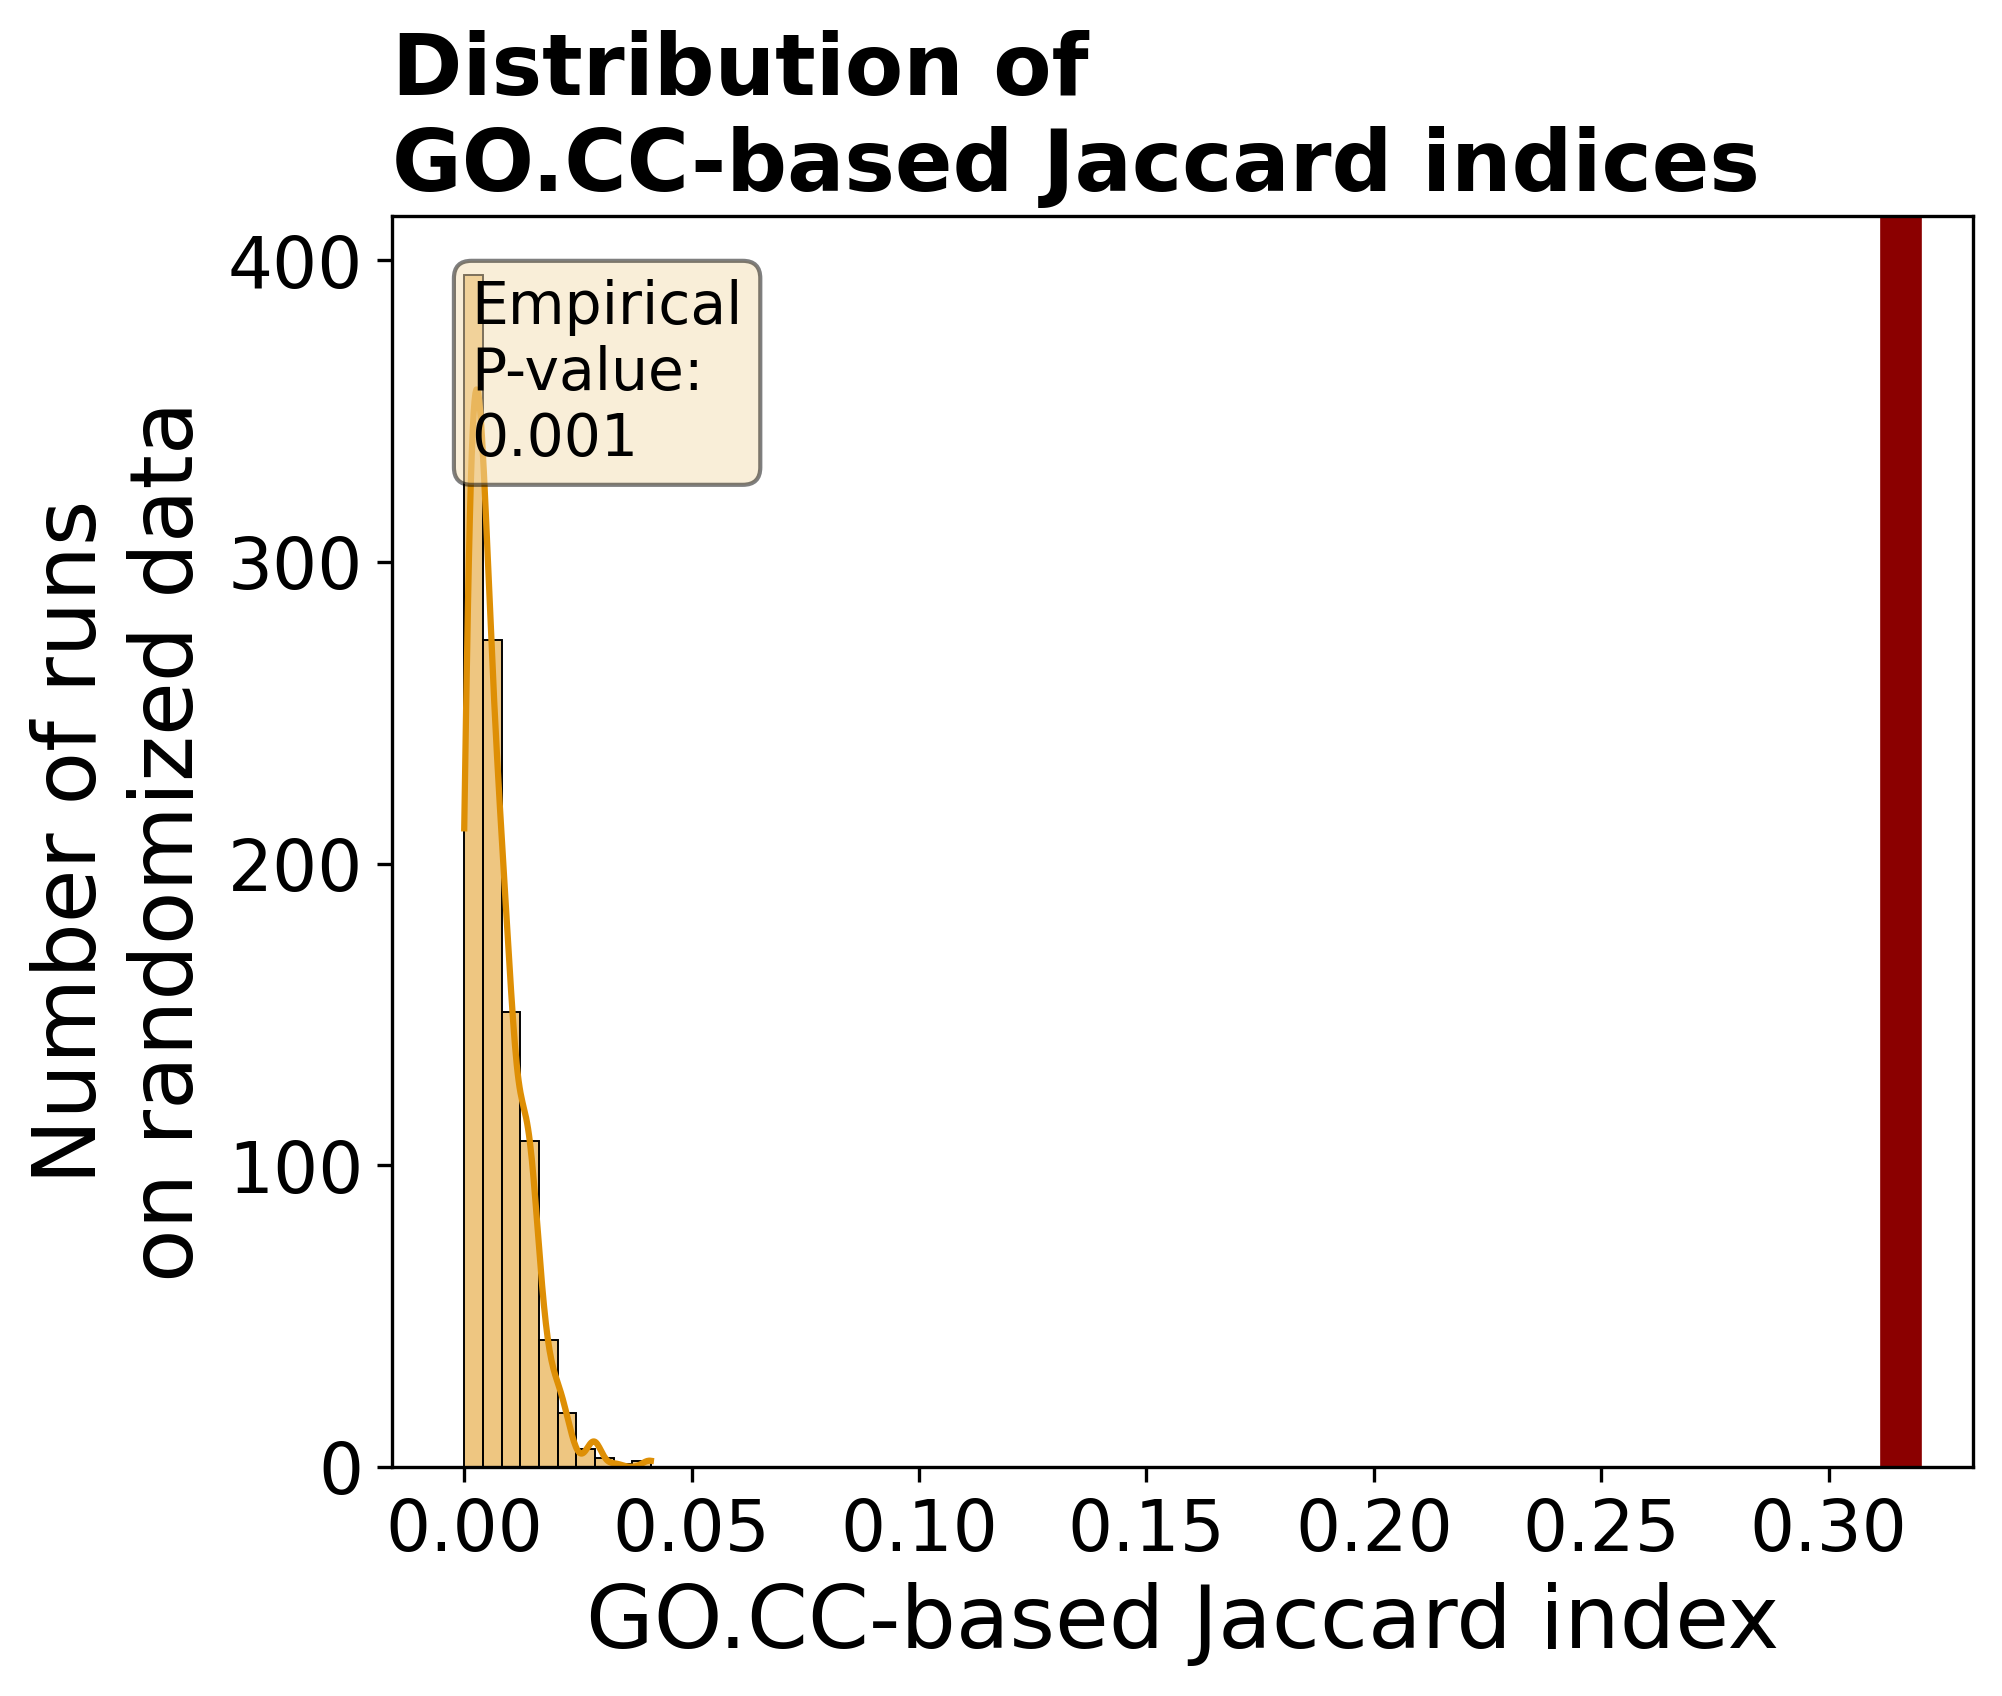 Distribution of
GO.CC-based Jaccard indices
Empirical
P-value:
0.001
Number of runs
on randomized data
400
300
200
100
0
0.00 0.05 0.10 0.15 0.20 0.25 0.30
GO.CC-based Jaccard index